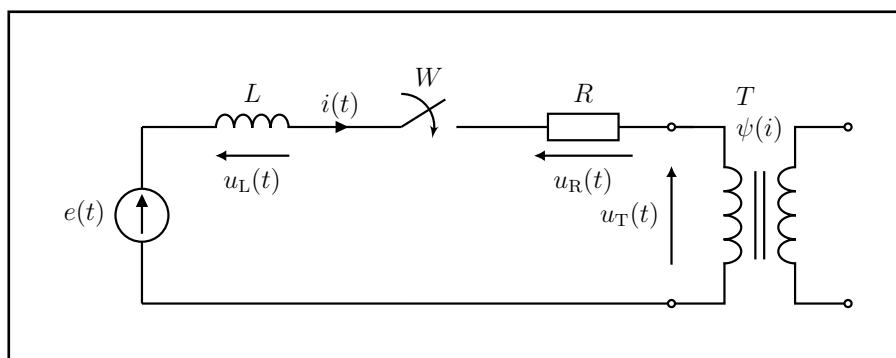 L
i(t)
W
R
T
ψ(i)
u_L(t)
u_R(t)
e(t)
u_T(t)